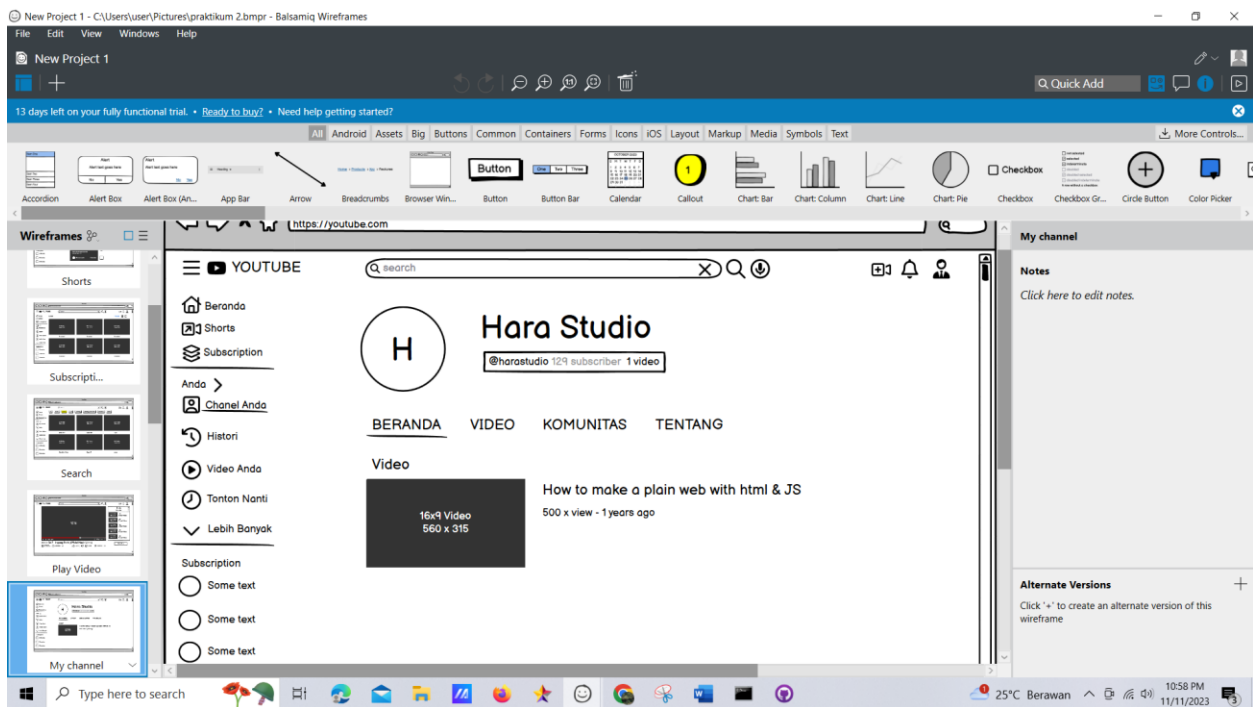 New Project 1 - C:\Users\user\Pictures\praktikum 2.bmpr - Balsamiq Wireframes
File Edit View Windows Help
New Project 1
Quick Add
13 days left on your fully functional trial. • Ready to buy? • Need help getting started?
All Android Assets Big Buttons Common Containers Forms Icons iOS Layout Markup Media Symbols Text
More Controls...
Button
One Two Three
1
Checkbox
Accordion Alert Box Alert Box (An... App Bar Arrow Breadcrumbs Browser Win... Button Button Bar Calendar Callout Chart: Bar Chart: Column Chart: Line Chart: Pie Checkbox Checkbox Gr... Circle Button Color Picker
Wireframes
Shorts
Subscripti...
Search
Play Video
My channel
https://youtube.com
YOUTUBE
search
Beranda
Shorts
Subscription
Anda
Chanel Anda
Histori
Video Anda
Tonton Nanti
Lebih Banyak
Subscription
Some text
Some text
Some text
H
Hara Studio
@harastudio 129 subscriber 1 video
BERANDA VIDEO KOMUNITAS TENTANG
Video
16x9 Video
560 x 315
How to make a plain web with html & JS
500 x view - 1 years ago
My channel
Notes
Click here to edit notes.
Alternate Versions
Click '+' to create an alternate version of this
wireframe
Type here to search
25°C Berawan
10:58 PM
11/11/2023